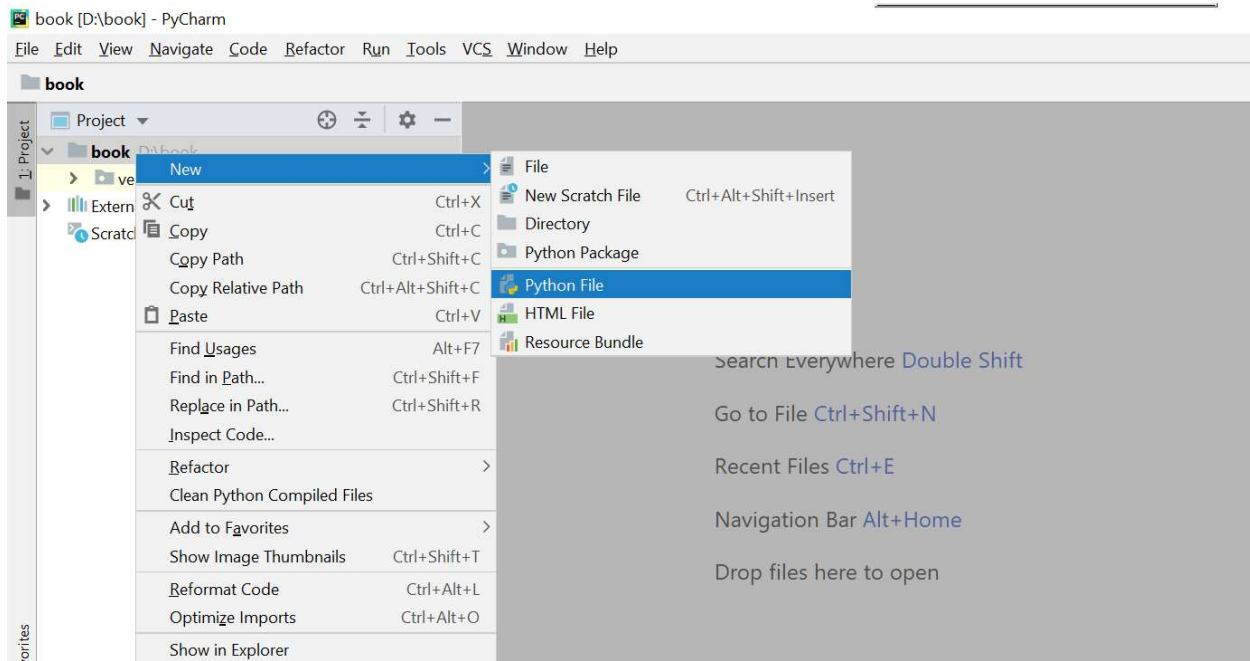 book [D:\book] - PyCharm
File Edit View Navigate Code Refactor Run Tools VCS Window Help
book
1: Project
Project
book D:\book
ve
Extern
Scratc
New
Cut Ctrl+X
Copy Ctrl+C
Copy Path Ctrl+Shift+C
Copy Relative Path Ctrl+Alt+Shift+C
Paste Ctrl+V
Find Usages Alt+F7
Find in Path... Ctrl+Shift+F
Replace in Path... Ctrl+Shift+R
Inspect Code...
Refactor
Clean Python Compiled Files
Add to Favorites
Show Image Thumbnails Ctrl+Shift+T
Reformat Code Ctrl+Alt+L
Optimize Imports Ctrl+Alt+O
Show in Explorer
File
New Scratch File Ctrl+Alt+Shift+Insert
Directory
Python Package
Python File
HTML File
Resource Bundle
Search Everywhere Double Shift
Go to File Ctrl+Shift+N
Recent Files Ctrl+E
Navigation Bar Alt+Home
Drop files here to open
orites